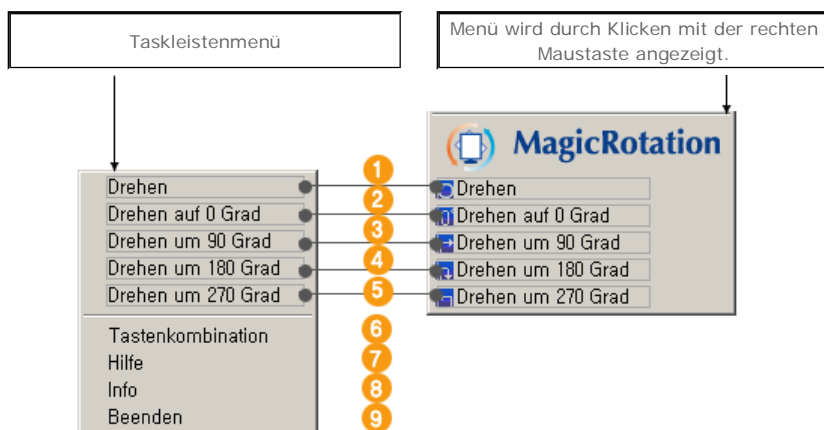 Taskleistenmenü
Menü wird durch Klicken mit der rechten
Maustaste angezeigt.
MagicRotation
Drehen
Drehen auf 0 Grad
Drehen um 90 Grad
Drehen um 180 Grad
Drehen um 270 Grad
Tastenkombination
Hilfe
Info
Beenden
1
2
3
4
5
6
7
8
9
Drehen
Drehen auf 0 Grad
Drehen um 90 Grad
Drehen um 180 Grad
Drehen um 270 Grad